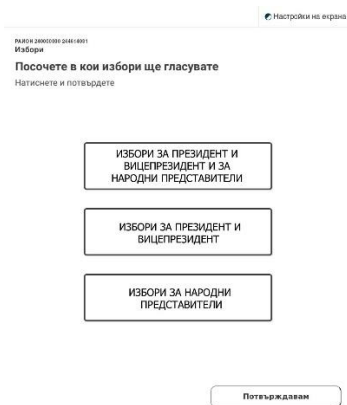 Настройки на екрана
Избори
Посочете в кои избори ще гласувате
Натиснете и потвърдете
ИЗБОРИ ЗА ПРЕЗИДЕНТ И
ВИЦЕПРЕЗИДЕНТ И ЗА
НАРОДНИ ПРЕДСТАВИТЕЛИ
ИЗБОРИ ЗА ПРЕЗИДЕНТ И
ВИЦЕПРЕЗИДЕНТ
ИЗБОРИ ЗА НАРОДНИ
ПРЕДСТАВИТЕЛИ
Потвърждавам